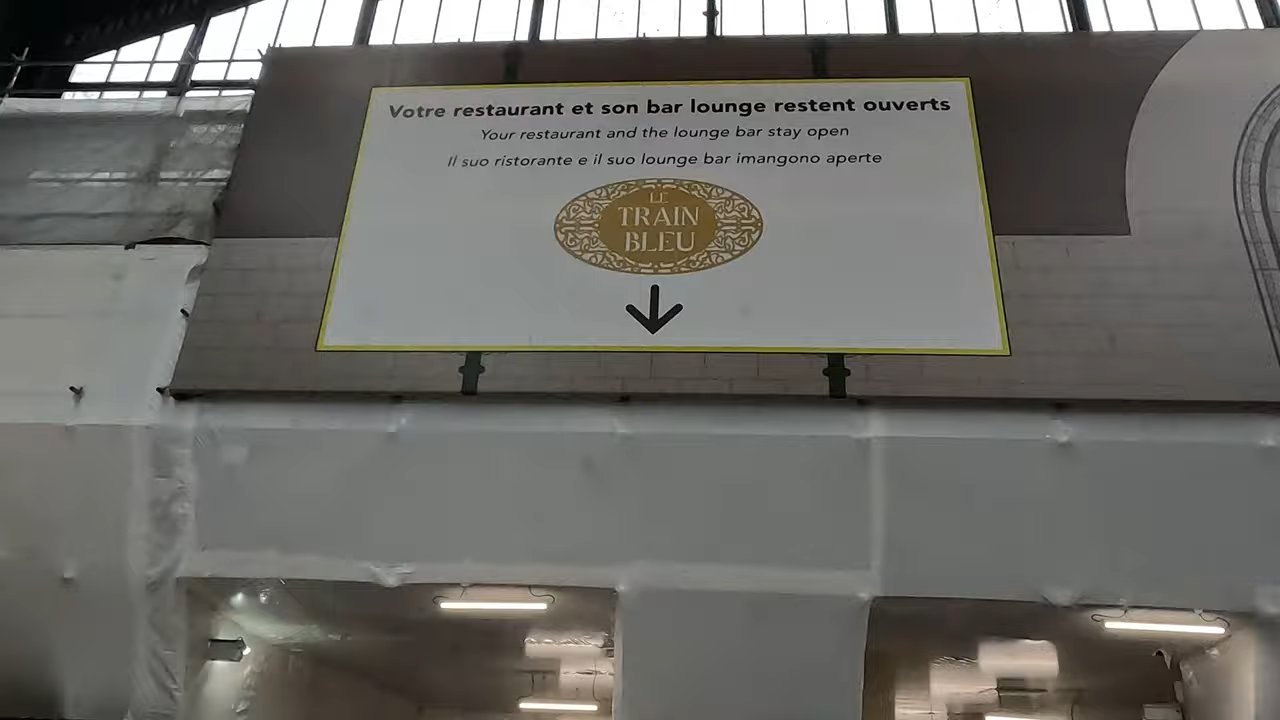 Votre restaurant et son bar lounge restent ouverts
Your restaurant and the lounge bar stay open
Il suo ristorante e il suo lounge bar imangono aperte
LE
TRAIN
BLEU